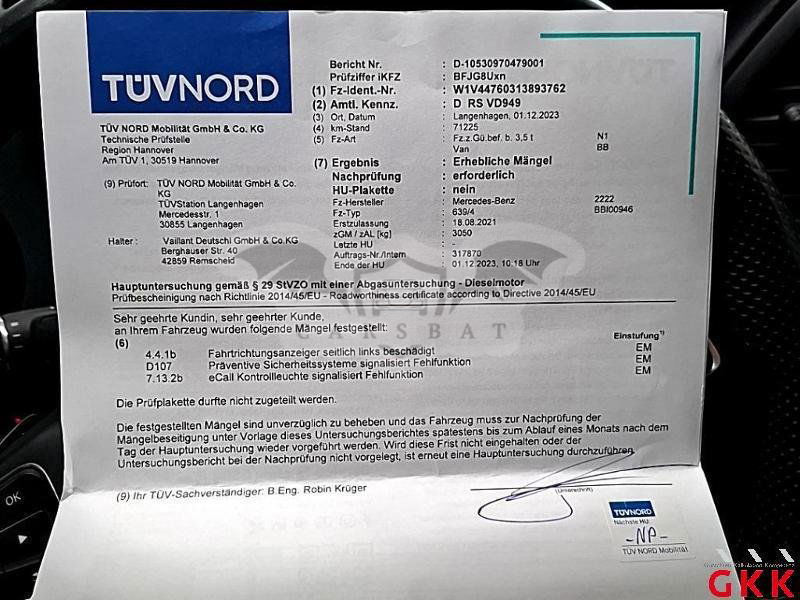 TÜVNORD
Bericht Nr. : D-10530970479001
Prüfziffer iKFZ : BFJG8Uxn
(1) Fz-Ident.-Nr. : W1V44760313893762
(2) Amtl. Kennz. : D RS VD949
(3) Ort, Datum : Langenhagen, 01.12.2023
(4) km-Stand : 71225
(5) Fz-Art : Fz.z.Gü.bef. b. 3,5 t N1
Van BB
TÜV NORD Mobilität GmbH & Co. KG
Technische Prüfstelle
Region Hannover
Am TÜV 1, 30519 Hannover
(7) Ergebnis : Erhebliche Mängel
Nachprüfung : erforderlich
HU-Plakette : nein
Fz-Hersteller : Mercedes-Benz 2222
Fz-Typ : 639/4 BBI00946
Erstzulassung : 18.08.2021
zGM / zAL [kg] : 3050
Letzte HU : -
Auftrags-Nr./Intern : 317870
Ende der HU : 01.12.2023, 10.18 Uhr
(9) Prüfort: TÜV NORD Mobilität GmbH & Co.
KG
TÜVStation Langenhagen
Mercedesstr. 1
30855 Langenhagen
Halter : Vaillant Deutschl GmbH & Co.KG
Berghauser Str. 40
42859 Remscheid
Hauptuntersuchung gemäß § 29 StVZO mit einer Abgasuntersuchung - Dieselmotor
Prüfbescheinigung nach Richtlinie 2014/45/EU - Roadworthiness certificate according to Directive 2014/45/EU
Sehr geehrte Kundin, sehr geehrter Kunde,
an Ihrem Fahrzeug wurden folgende Mängel festgestellt:
CARSBAT
(6) Einstufung¹⁾
4.4.1b Fahrtrichtungsanzeiger seitlich links beschädigt EM
D107 Präventive Sicherheitssysteme signalisiert Fehlfunktion EM
7.13.2b eCall Kontrollleuchte signalisiert Fehlfunktion EM
Die Prüfplakette durfte nicht zugeteilt werden.
Die festgestellten Mängel sind unverzüglich zu beheben und das Fahrzeug muss zur Nachprüfung der
Mängelbeseitigung unter Vorlage dieses Untersuchungsberichtes spätestens bis zum Ablauf eines Monats nach dem
Tag der Hauptuntersuchung wieder vorgeführt werden. Wird diese Frist nicht eingehalten oder der
Untersuchungsbericht bei der Nachprüfung nicht vorgelegt, ist erneut eine Hauptuntersuchung durchzuführen.
(9) Ihr TÜV-Sachverständiger: B.Eng. Robin Krüger
(Unterschrift)
TÜVNORD
Nächste HU:
-NP-
TÜV NORD Mobilität
OK
GKK